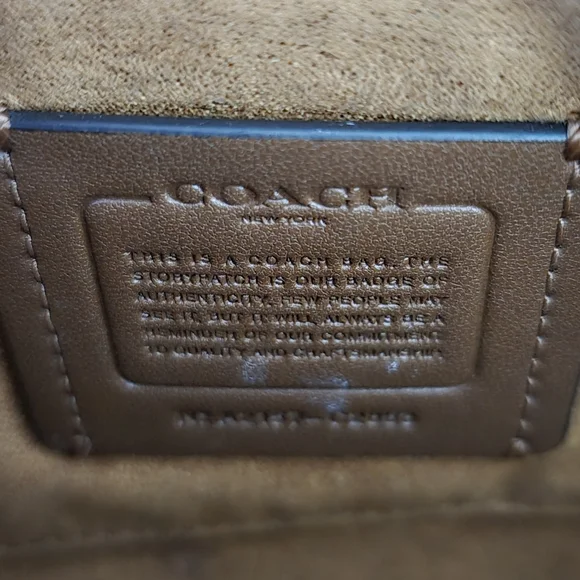 COACH
NEW YORK
THIS IS A COACH BAG. THE
STORYPATCH IS OUR BADGE OF
AUTHENTICITY. FEW PEOPLE MAY
SEE IT, BUT IT WILL ALWAYS BE A
REMINDER OF OUR COMMITMENT
TO QUALITY AND CRAFTSMANSHIP.